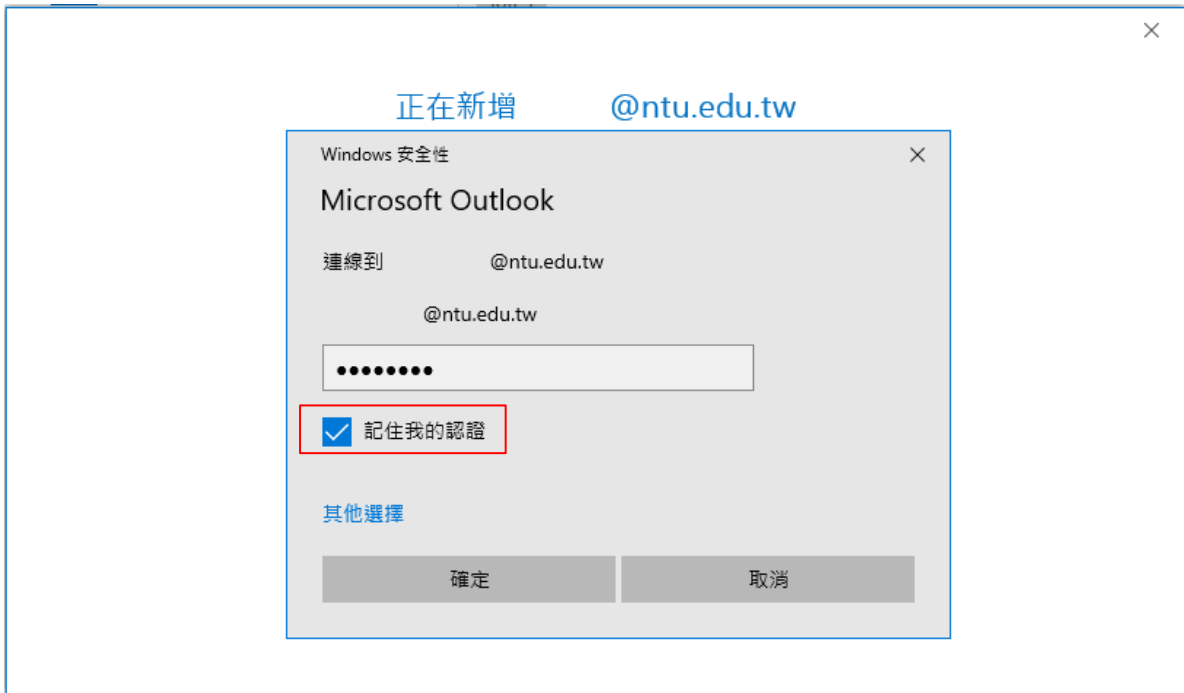 正在新增 @ntu.edu.tw
Windows 安全性
Microsoft Outlook
連線到 @ntu.edu.tw
@ntu.edu.tw
••••••••
記住我的認證
其他選擇
確定 取消